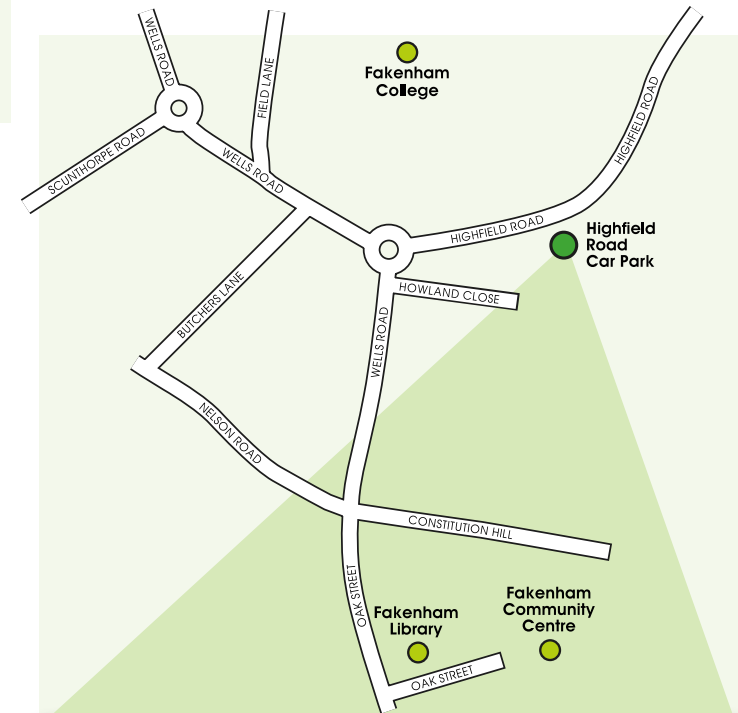 WELLS ROAD
FIELD LANE
Fakenham
College
HIGHFIELD ROAD
SCUNTHORPE ROAD
WELLS ROAD
HIGHFIELD ROAD
Highfield
Road
Car Park
HOWLAND CLOSE
BUTCHERS LANE
WELLS ROAD
NELSON ROAD
CONSTITUTION HILL
OAK STREET
Fakenham
Library
Fakenham
Community
Centre
OAK STREET